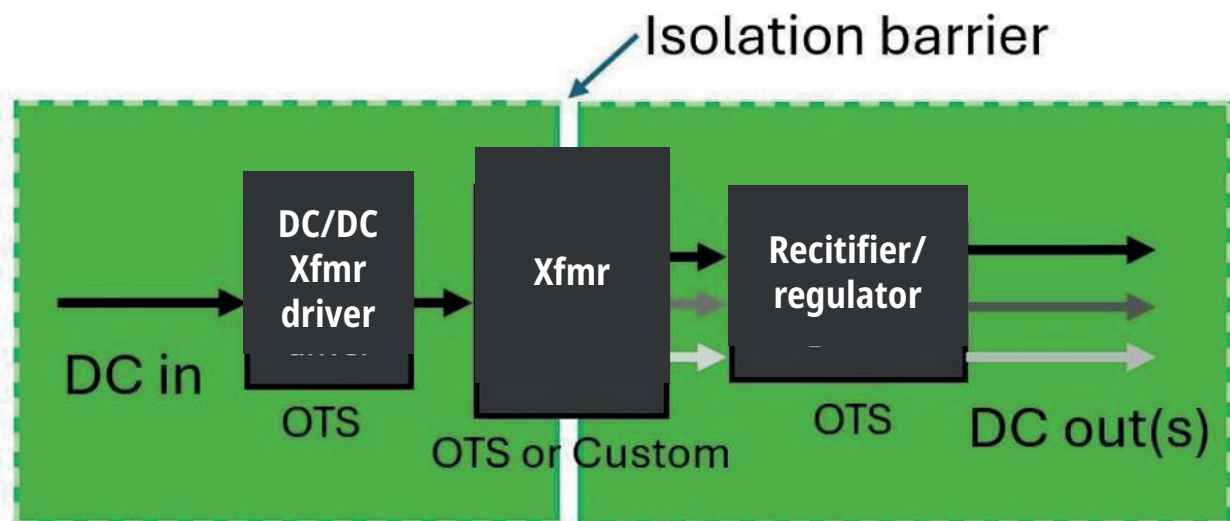 Isolation barrier
DC/DC
Xfmr
driver
Xfmr
Recitifier/
regulator
DC in
OTS
OTS or Custom
OTS
DC out(s)